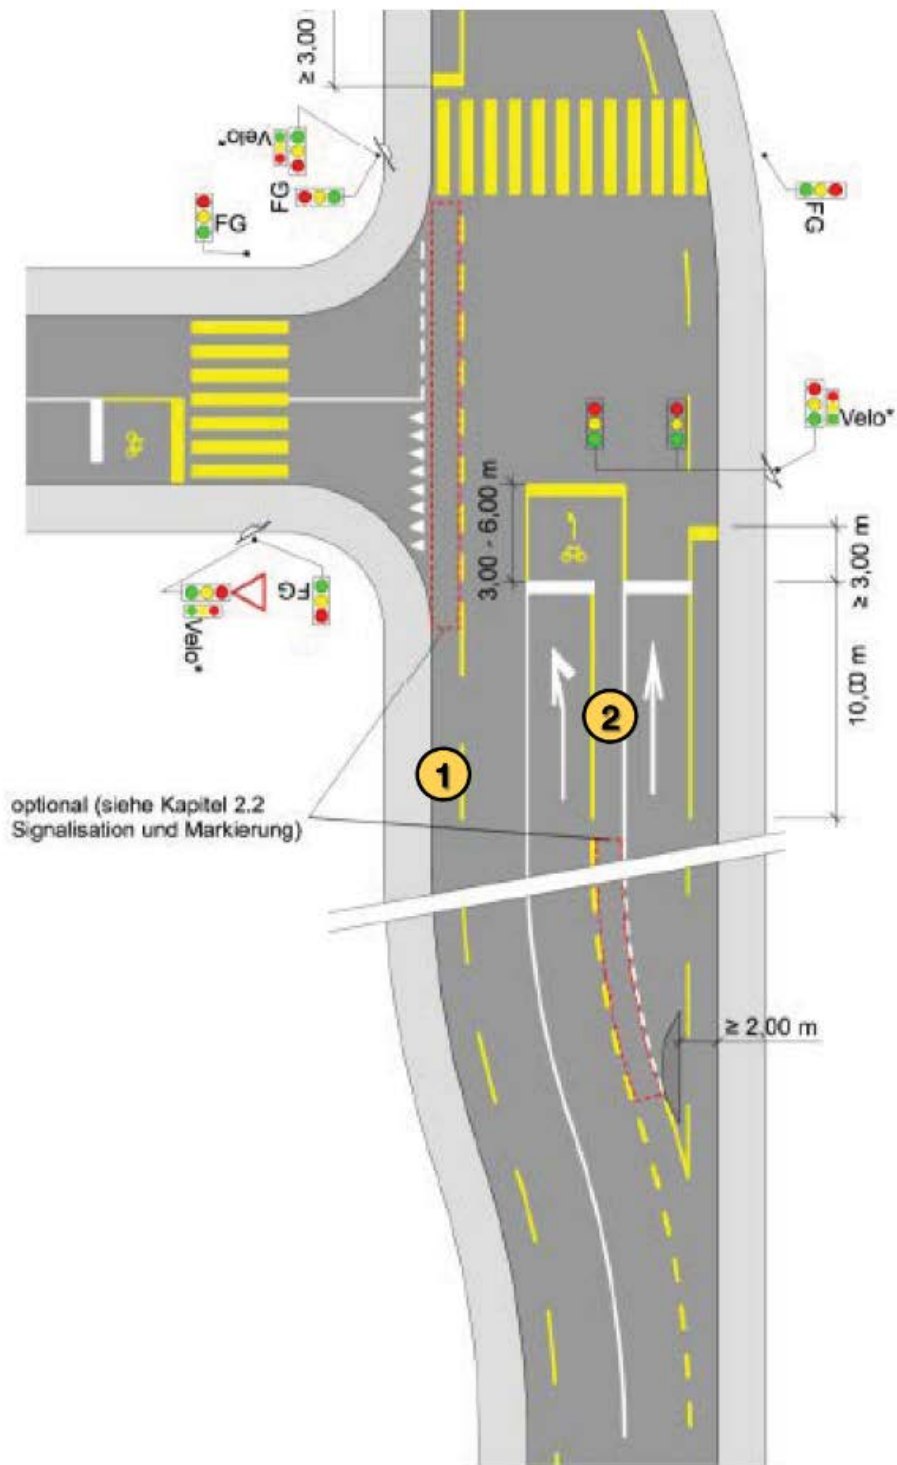 ≥ 3,00
Velo*
FG
FG
FG
Velo*
3,00 - 6,00 m
≥ 3,00 m
FG
Velo*
10,00 m
2
1
optional (siehe Kapitel 2.2
Signalisation und Markierung)
≥ 2,00 m